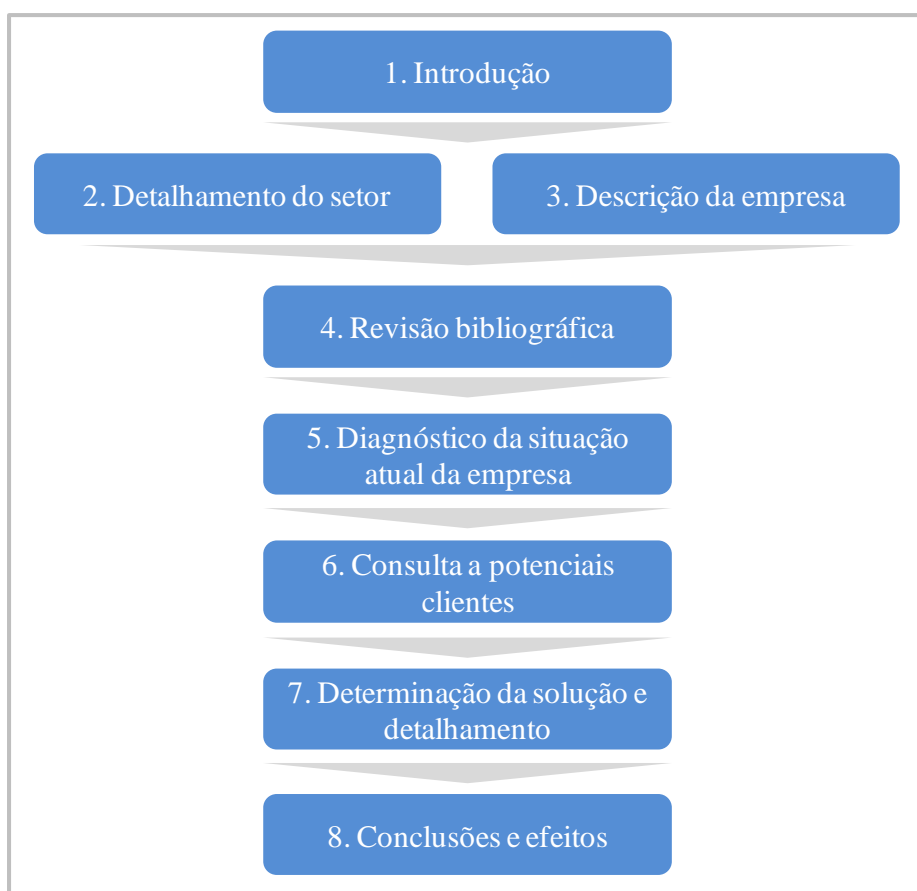 1. Introdução
2. Detalhamento do setor
3. Descrição da empresa
4. Revisão bibliográfica
5. Diagnóstico da situação
atual da empresa
6. Consulta a potenciais
clientes
7. Determinação da solução e
detalhamento
8. Conclusões e efeitos